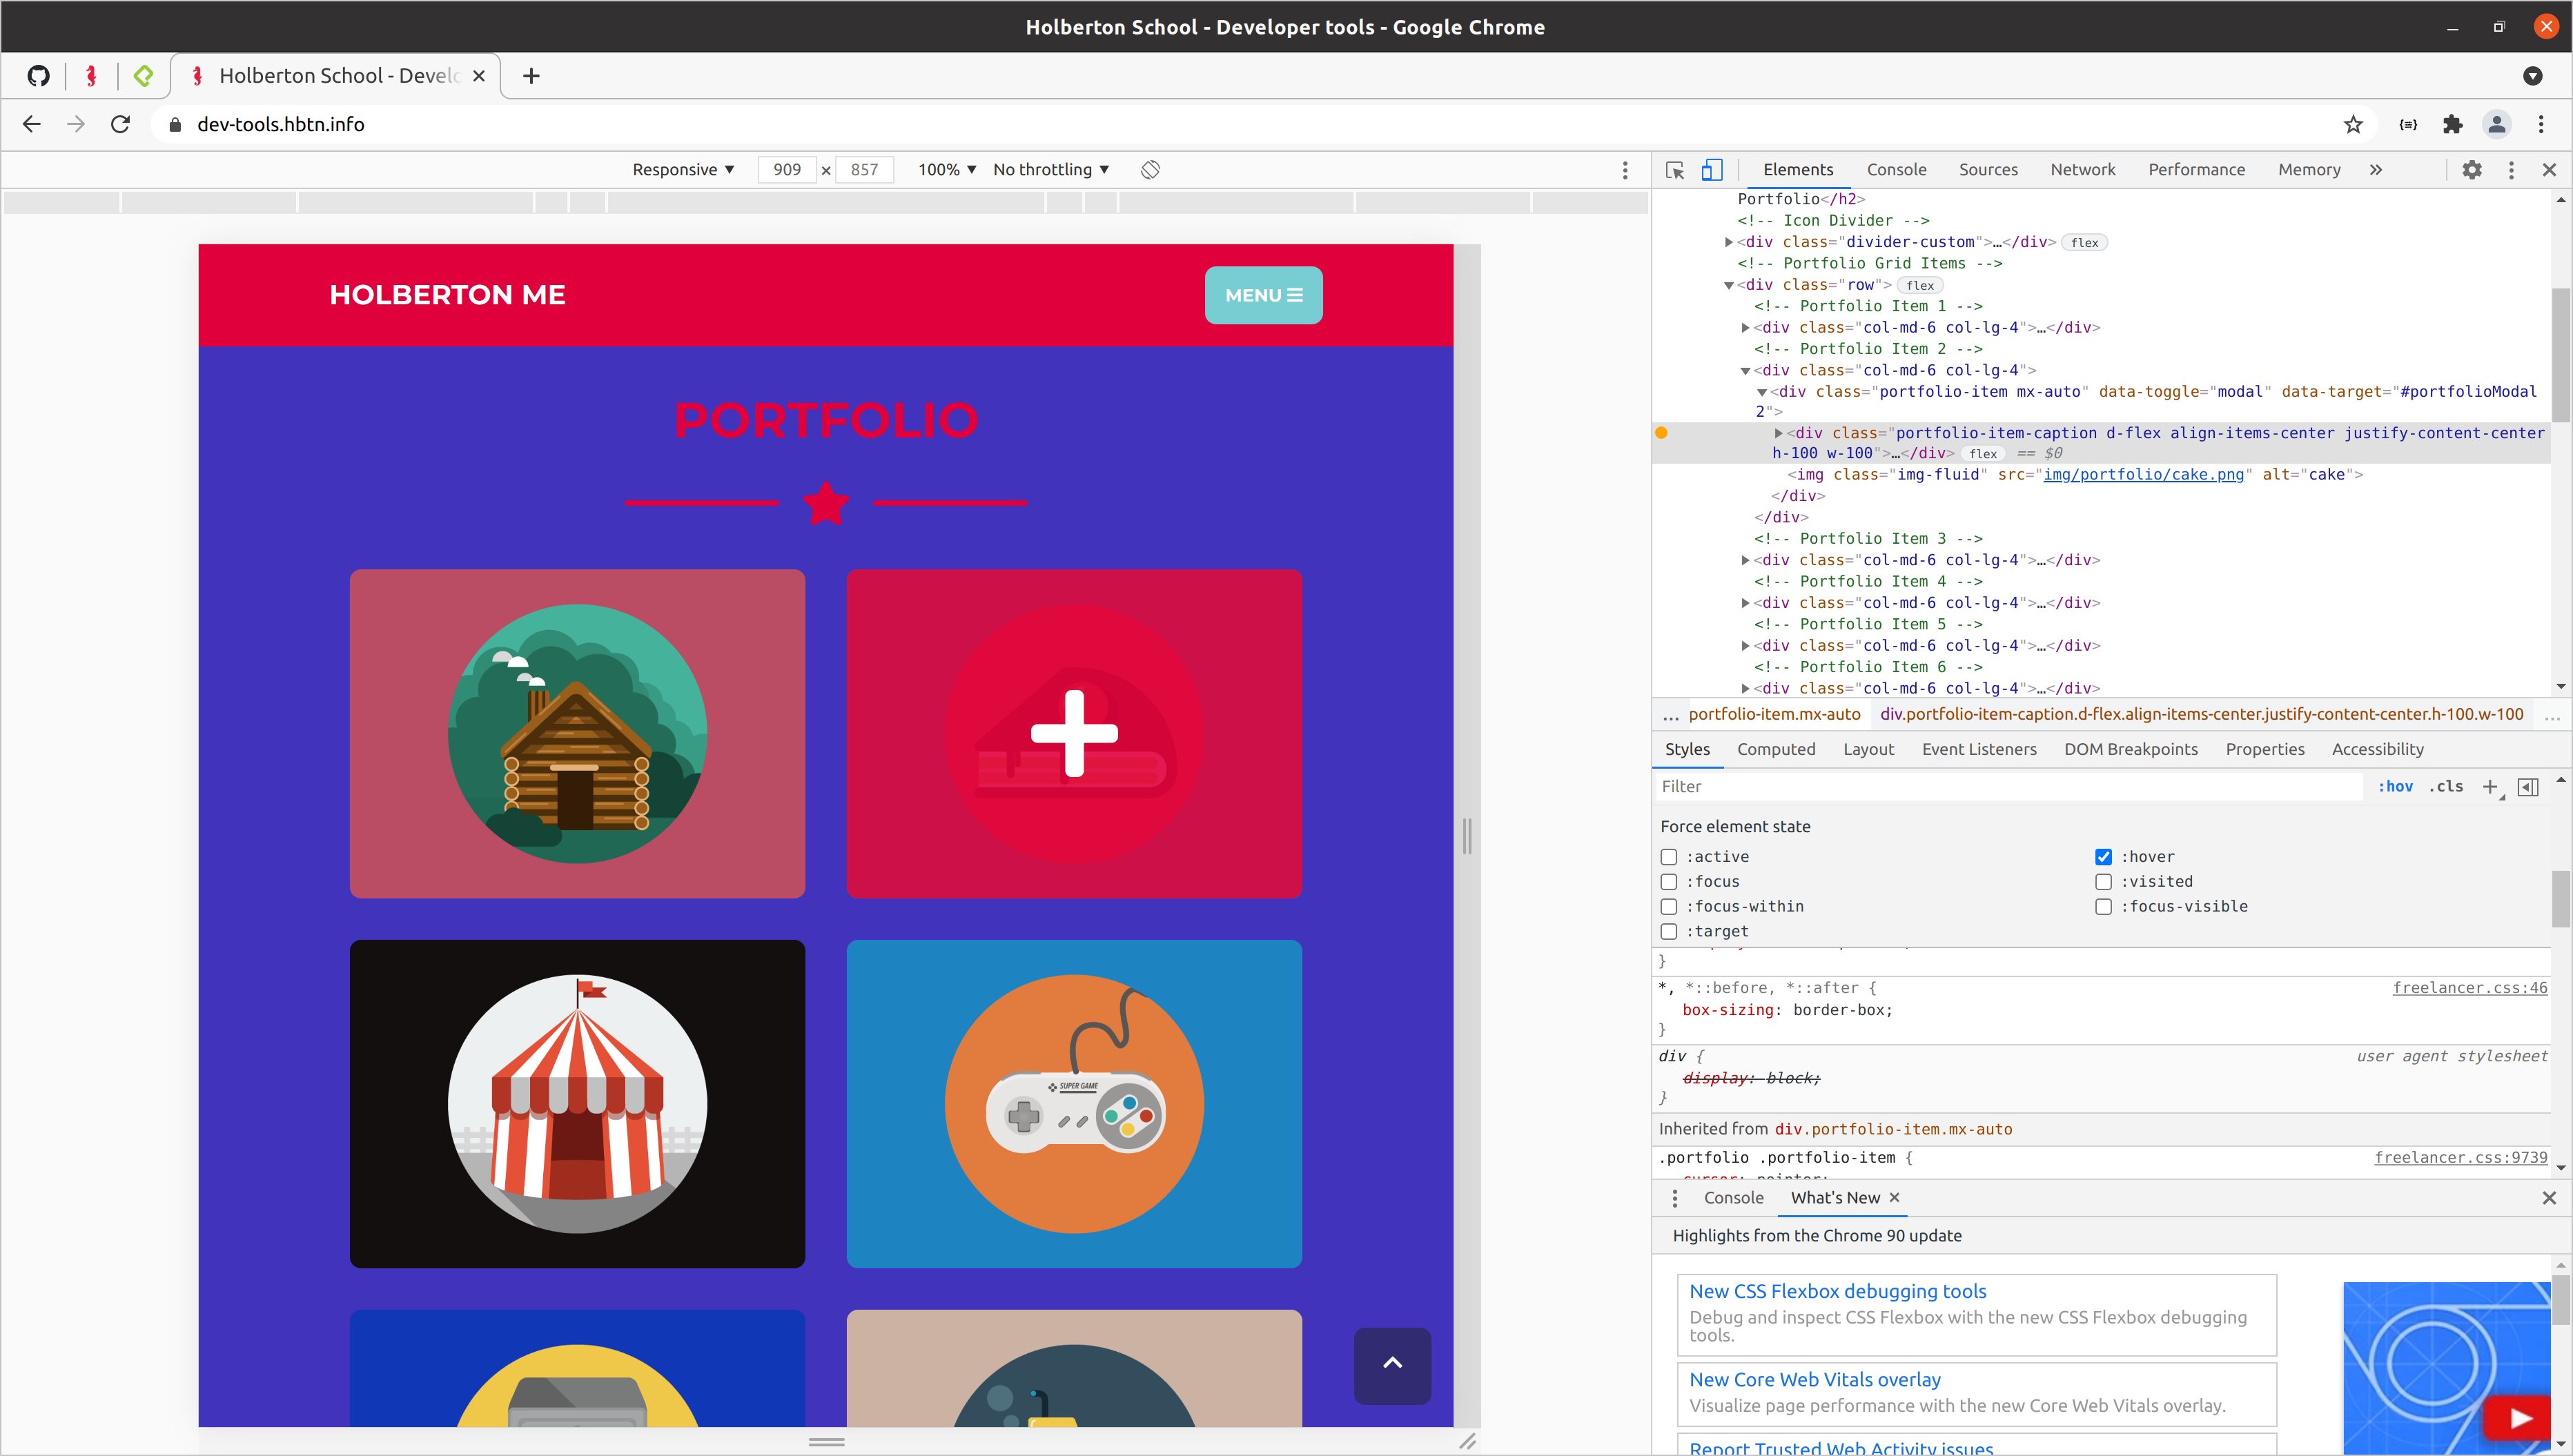 Holberton School - Developer tools - Google Chrome
Holberton School - Develo
dev-tools.hbtn.info
Responsive ▼ 909 × 857 100% ▼ No throttling ▼
Elements Console Sources Network Performance Memory »
HOLBERTON ME
MENU
PORTFOLIO
SUPER GAME
Portfolio</h2>
<!-- Icon Divider -->
<div class="divider-custom">…</div> flex
<!-- Portfolio Grid Items -->
<div class="row"> flex
<!-- Portfolio Item 1 -->
<div class="col-md-6 col-lg-4">…</div>
<!-- Portfolio Item 2 -->
<div class="col-md-6 col-lg-4">
<div class="portfolio-item mx-auto" data-toggle="modal" data-target="#portfolioModal
2">
<div class="portfolio-item-caption d-flex align-items-center justify-content-center
h-100 w-100">…</div> flex == $0
<img class="img-fluid" src="img/portfolio/cake.png" alt="cake">
</div>
</div>
<!-- Portfolio Item 3 -->
<div class="col-md-6 col-lg-4">…</div>
<!-- Portfolio Item 4 -->
<div class="col-md-6 col-lg-4">…</div>
<!-- Portfolio Item 5 -->
<div class="col-md-6 col-lg-4">…</div>
<!-- Portfolio Item 6 -->
<div class="col-md-6 col-lg-4">…</div>
… portfolio-item.mx-auto div.portfolio-item-caption.d-flex.align-items-center.justify-content-center.h-100.w-100 …
Styles Computed Layout Event Listeners DOM Breakpoints Properties Accessibility
Filter :hov .cls +
Force element state
:active :hover
:focus :visited
:focus-within :focus-visible
:target
}
*, *::before, *::after { freelancer.css:46
box-sizing: border-box;
}
div { user agent stylesheet
display: block;
}
Inherited from div.portfolio-item.mx-auto
.portfolio .portfolio-item { freelancer.css:9739
cursor: pointer;
Console What's New ×
Highlights from the Chrome 90 update
New CSS Flexbox debugging tools
Debug and inspect CSS Flexbox with the new CSS Flexbox debugging
tools.
New Core Web Vitals overlay
Visualize page performance with the new Core Web Vitals overlay.
Report Trusted Web Activity issues